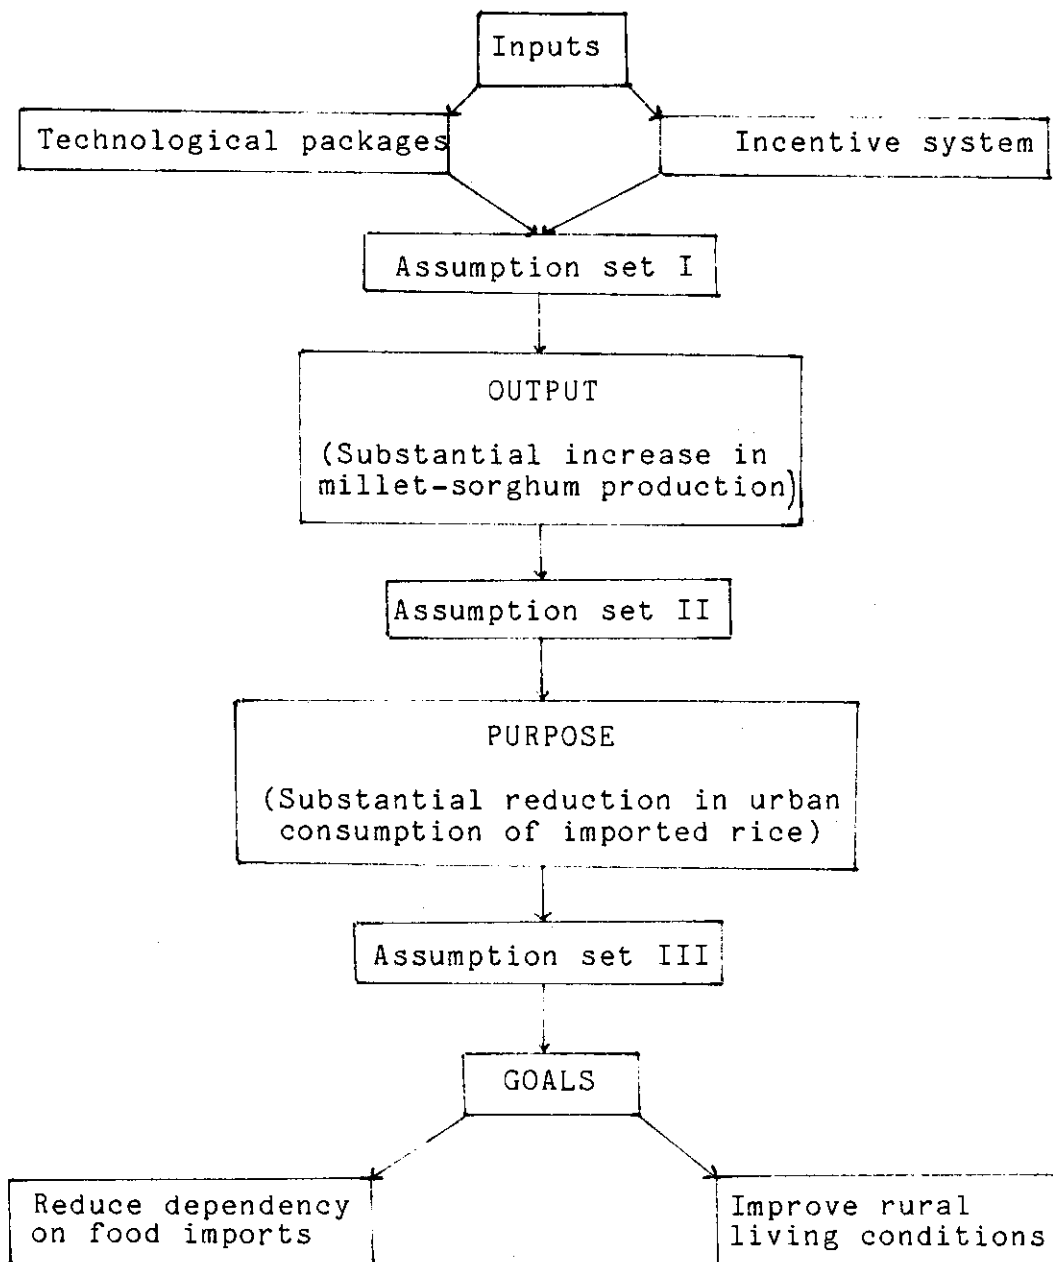 Inputs
Technological packages
Incentive system
Assumption set I
OUTPUT
(Substantial increase in
millet-sorghum production)
Assumption set II
PURPOSE
(Substantial reduction in urban
consumption of imported rice)
Assumption set III
GOALS
Reduce dependency
on food imports
Improve rural
living conditions